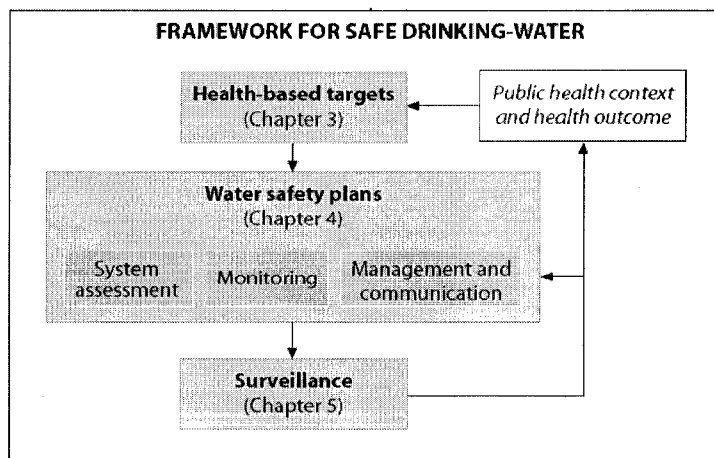 FRAMEWORK FOR SAFE DRINKING-WATER
Health-based targets
(Chapter 3)
Public health context
and health outcome
Water safety plans
(Chapter 4)
System
assessment
Monitoring
Management and
communication
Surveillance
(Chapter 5)